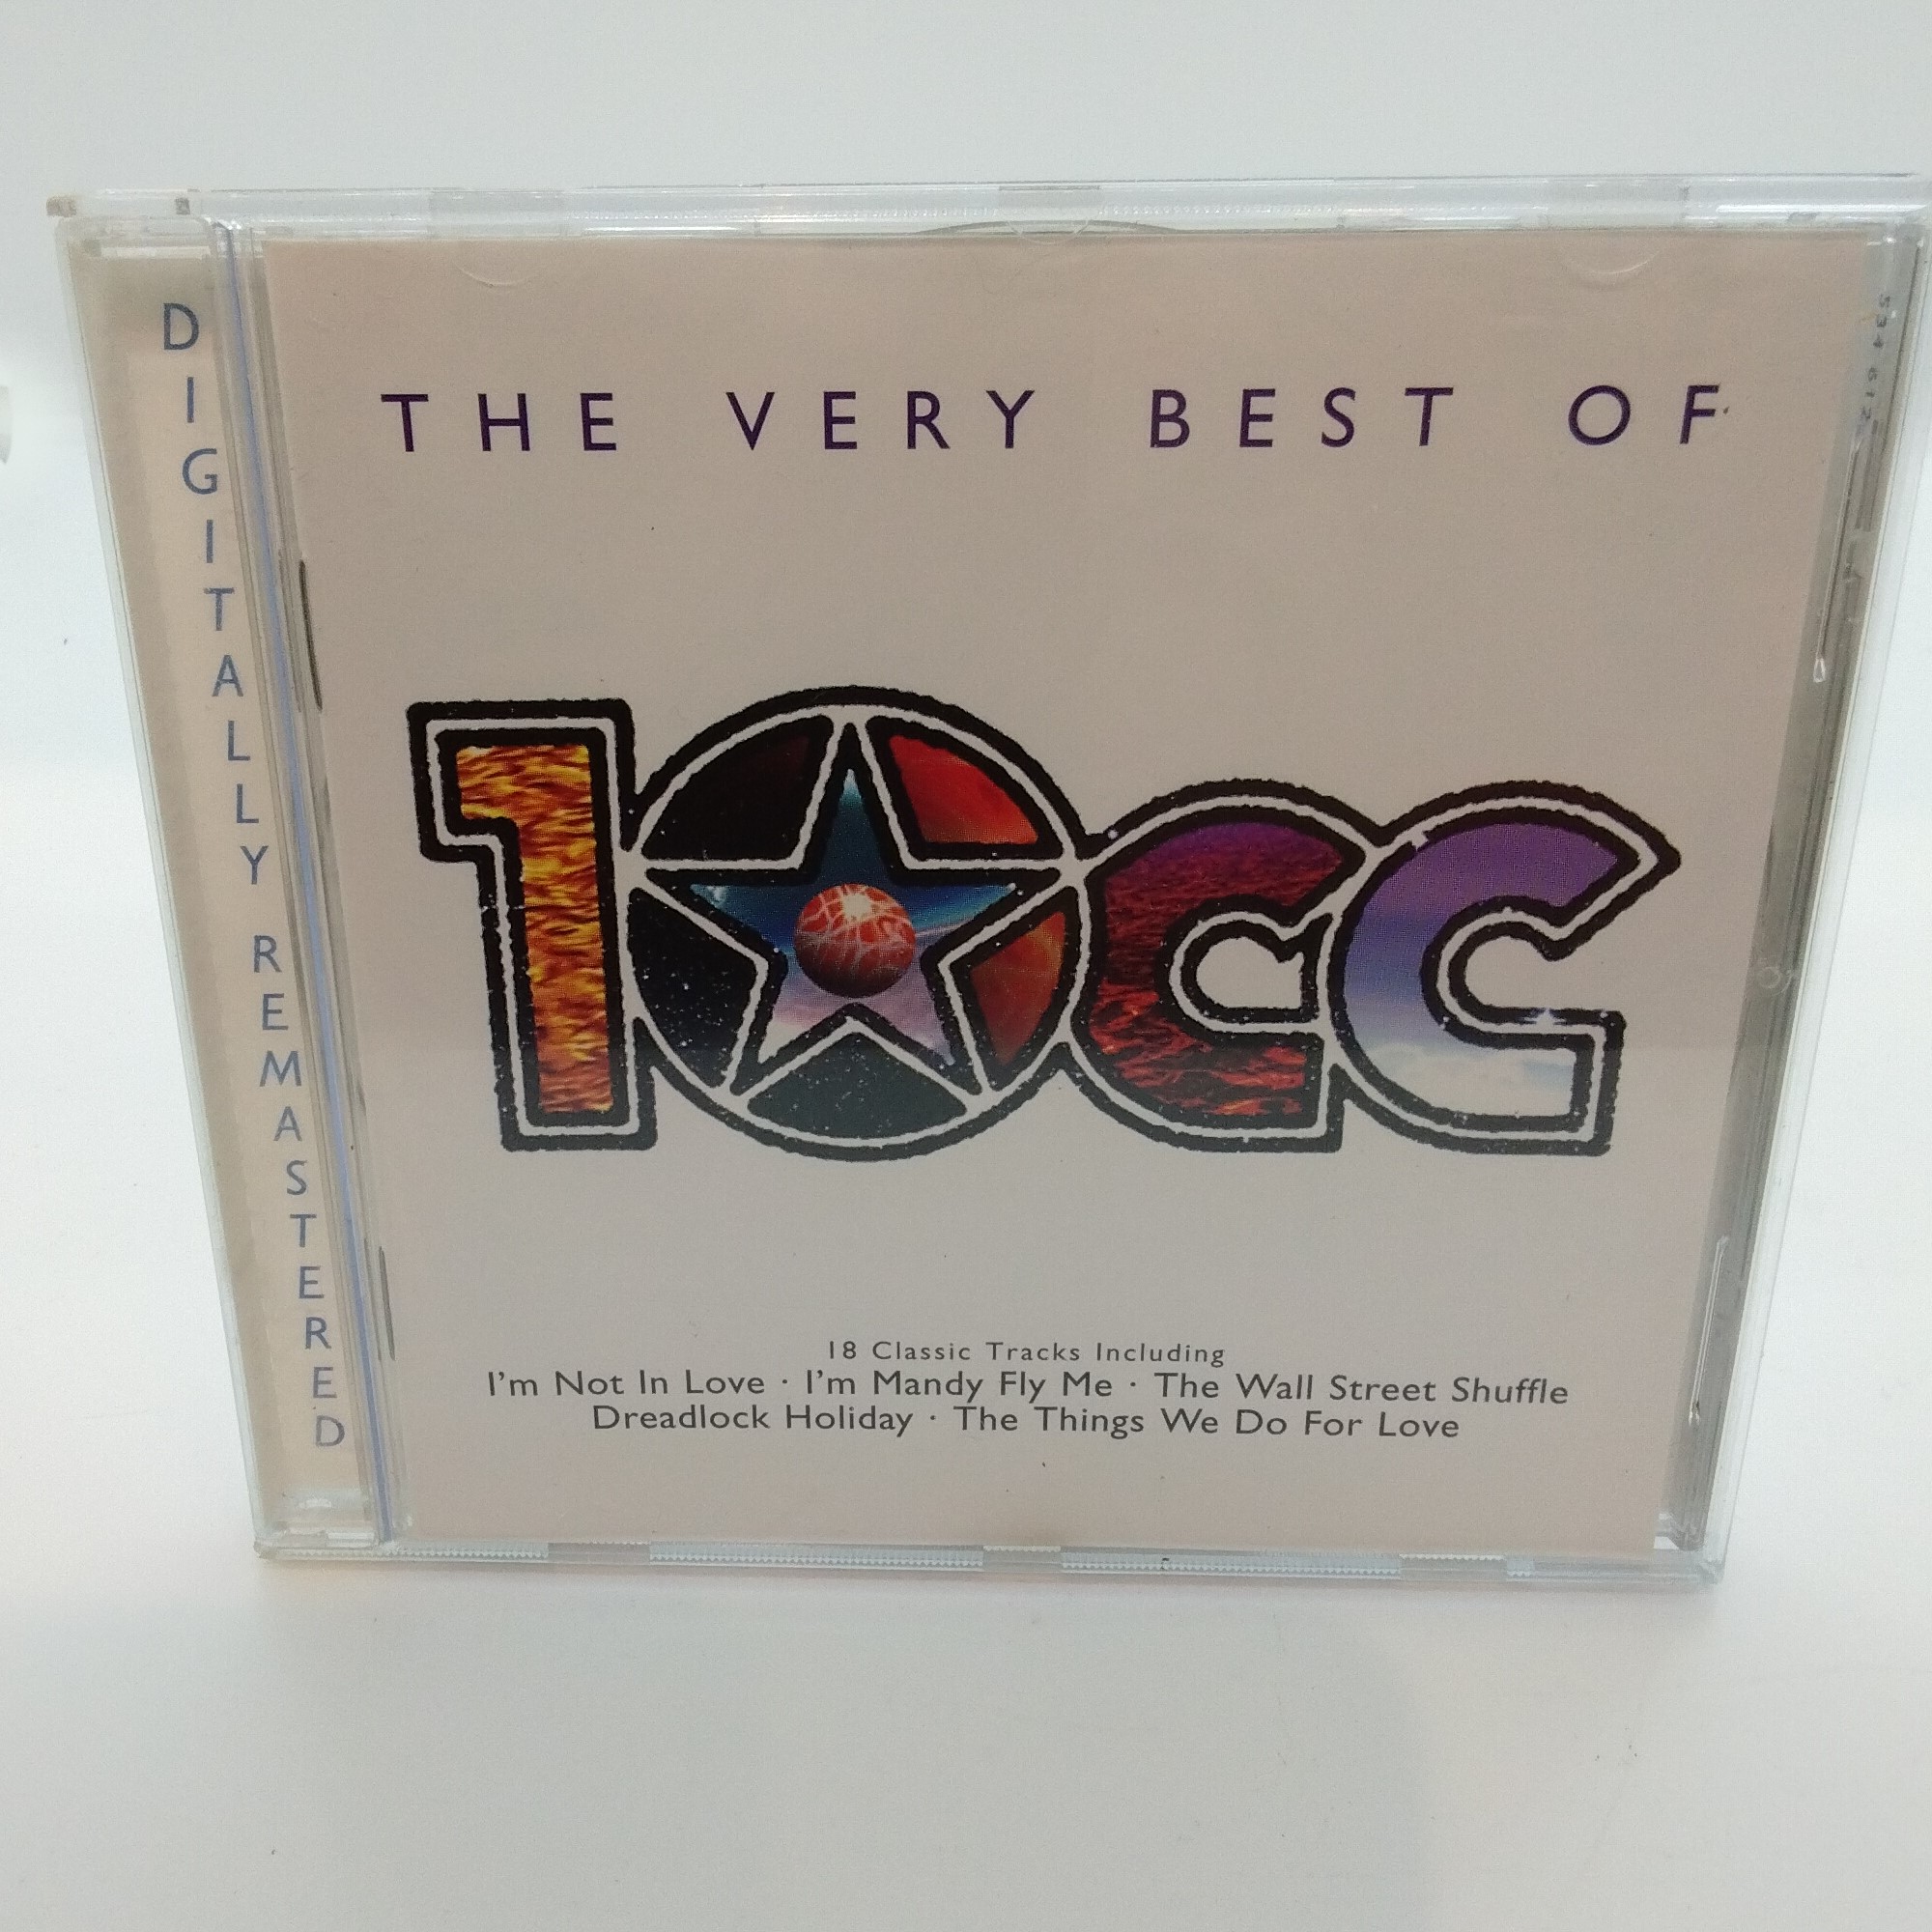 DIGITALLY REMASTERED
THE VERY BEST OF
10cc
18 Classic Tracks Including
I'm Not In Love · I'm Mandy Fly Me · The Wall Street Shuffle
Dreadlock Holiday · The Things We Do For Love